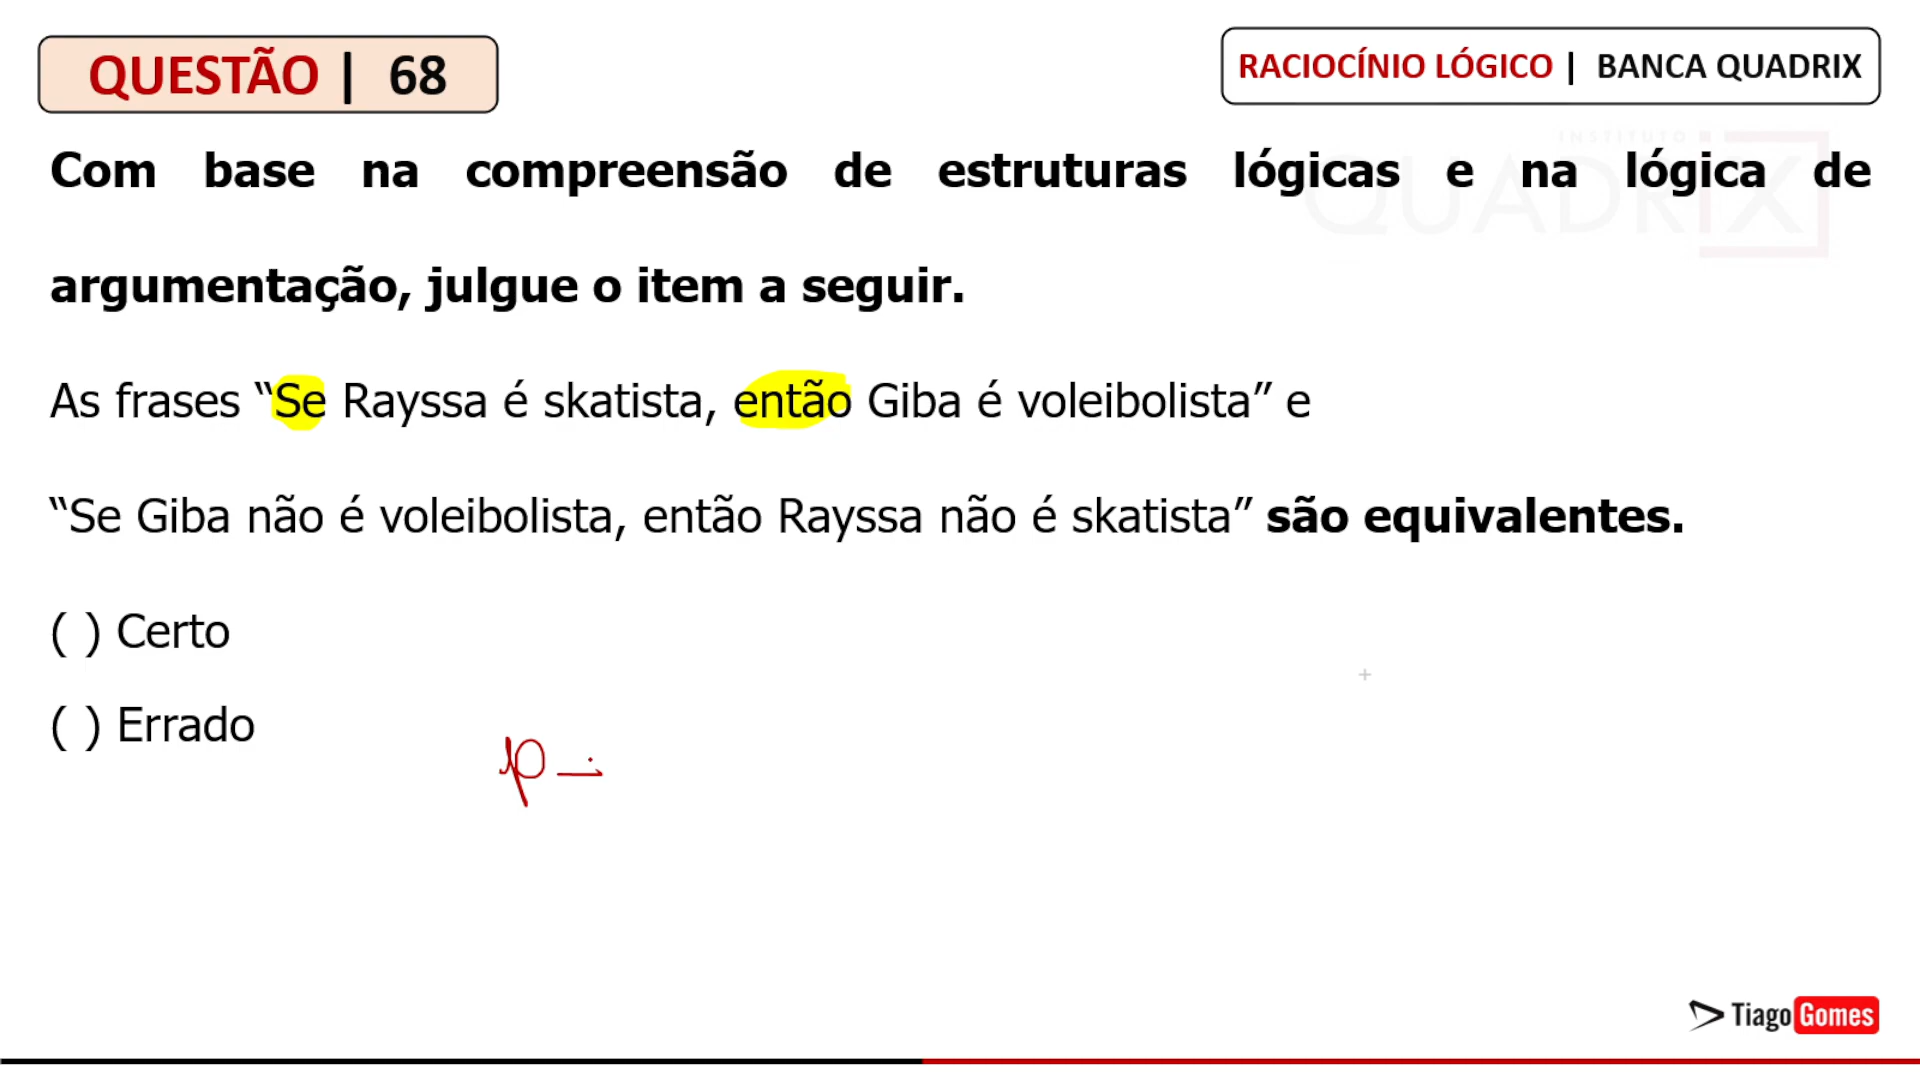 QUESTÃO | 68
RACIOCÍNIO LÓGICO | BANCA QUADRIX
INSTITUTO
QUADRIX
Com base na compreensão de estruturas lógicas e na lógica de
argumentação, julgue o item a seguir.
As frases “Se Rayssa é skatista, então Giba é voleibolista” e
“Se Giba não é voleibolista, então Rayssa não é skatista” são equivalentes.
( ) Certo
( ) Errado
p
Tiago Gomes